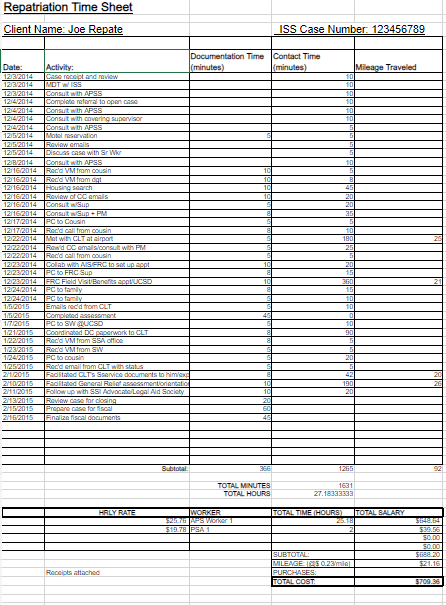 Repatriation Time Sheet
Client Name: Joe Repate ISS Case Number: 123456789
Date: Activity: Documentation Time (minutes) Contact Time (minutes) Mileage Traveled
12/3/2014 Case receipt and review 10
12/3/2014 MDT w/ ISS 10
12/3/2014 Consult with APSS 10
12/4/2014 Complete referral to open case 10
12/4/2014 Consult with covering supervisor 10
12/4/2014 Consult with APSS 5
12/5/2014 Motel reservation 5 5
12/5/2014 Review emails 5
12/5/2014 Discuss case with Sr Wkr 5
12/8/2014 Consult with APSS 10
12/16/2014 Rec'd VM from cousin 10 5
12/16/2014 Rec'd VM from dgt 10 8
12/16/2014 Housing search 10 45
12/16/2014 Review of CC emails 10 20
12/16/2014 Consult w/Sup 5 20
12/16/2014 Consult w/Sup + PM 8 35
12/17/2014 PC to Cousin 5 5
12/17/2014 Rec'd call from cousin 8 10
12/22/2014 Met with CLT at airport 5 180 25
12/22/2014 Rew'd CC emails/consult with PM 5 25
12/22/2014 Rec'd call from cousin 5 5
12/23/2014 Collab with AIS/FRC to set up appt 10 20
12/23/2014 PC to FRC Sup 8 15
12/23/2014 FRC Field Visit/Benefits appt/UCSD 10 360 21
12/24/2014 PC to family 8 15
12/24/2014 PC to family 5 10
1/5/2015 Emails rec'd from CLT 5 10
1/5/2015 Completed assessment 45 0
1/7/2015 PC to SW @UCSD 5 10
1/21/2015 Coordinated DC paperwork to CLT 8 90
1/22/2015 Rec'd VM from SSA office 8 5
1/23/2015 Rec'd VM from SW 5 5
1/24/2015 PC to cousin 5 20
1/25/2015 Rec'd email from CLT with status 5 5
2/3/2015 Facilitated CLT's Sservice documents to him/exp 8 42 20
2/10/2015 Facilitated General Relief assessment/orientation 10 190 26
2/11/2015 Follow up with SSI Advocate/Legal Aid Society 10 20
2/13/2015 Review case for closing 20
2/15/2015 Prepare case for fiscal 60
2/16/2015 Finalize fiscal documents 45
Subtotal: 366 1265 92
TOTAL MINUTES 1631
TOTAL HOURS 27.18333333
HRLY RATE WORKER TOTAL TIME (HOURS) TOTAL SALARY
$25.76 APS Worker 1 25.18 $648.64
$19.78 PSA 1 2 $39.56
$0.00
$0.00
SUBTOTAL: $688.20
MILEAGE: (@$ 0.23/mile) $21.16
Receipts attached PURCHASES:
TOTAL COST: $709.36